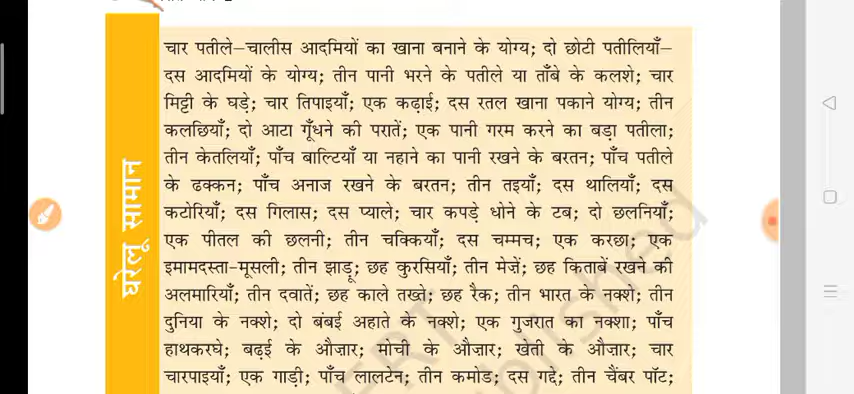 चार पतीले–चालीस आदमियों का खाना बनाने के योग्य; दो छोटी पतीलियाँ–
दस आदमियों के योग्य; तीन पानी भरने के पतीले या ताँबे के कलशे; चार
मिट्टी के घड़े; चार तिपाइयाँ; एक कढ़ाई; दस रतल खाना पकाने योग्य; तीन
कलछियाँ; दो आटा गूँधने की परातें; एक पानी गरम करने का बड़ा पतीला;
तीन केतलियाँ; पाँच बाल्टियाँ या नहाने का पानी रखने के बरतन; पाँच पतीले
के ढक्कन; पाँच अनाज रखने के बरतन; तीन तइयाँ; दस थालियाँ; दस
कटोरियाँ; दस गिलास; दस प्याले; चार कपड़े धोने के टब; दो छलनियाँ;
एक पीतल की छलनी; तीन चक्कियाँ; दस चम्मच; एक करछा; एक
इमामदस्ता-मूसली; तीन झाड़ू; छह कुरसियाँ; तीन मेज़ें; छह किताबें रखने की
अलमारियाँ; तीन दवातें; छह काले तख्ते; छह रैक; तीन भारत के नक्शे; तीन
दुनिया के नक्शे; दो बंबई अहाते के नक्शे; एक गुजरात का नक्शा; पाँच
हाथकरघे; बढ़ई के औज़ार; मोची के औज़ार; खेती के औज़ार; चार
चारपाइयाँ; एक गाड़ी; पाँच लालटेन; तीन कमोड; दस गद्दे; तीन चैंबर पॉट;
घरेलू सामान